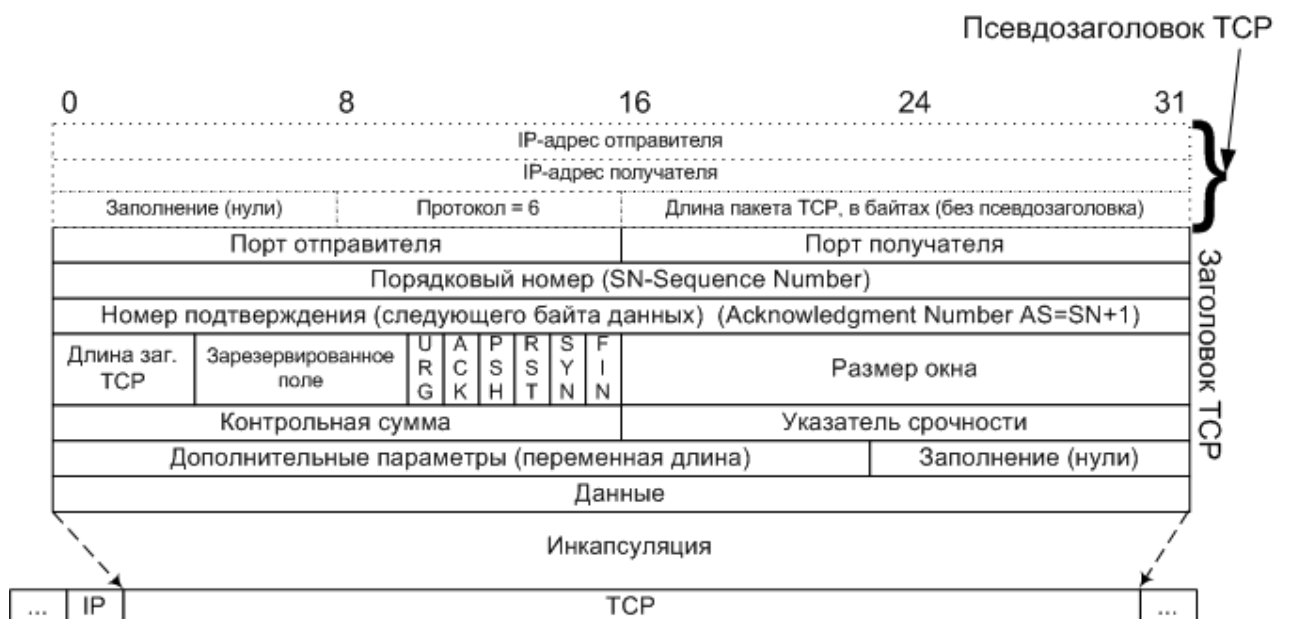 Псевдозаголовок TCP
0 8 16 24 31
IP-адрес отправителя
IP-адрес получателя
Заполнение (нули) Протокол = 6 Длина пакета TCP, в байтах (без псевдозаголовка)
Порт отправителя Порт получателя
Порядковый номер (SN-Sequence Number)
Номер подтверждения (следующего байта данных) (Acknowledgment Number AS=SN+1)
Длина заг. TCP Зарезервированное поле URG ACK PSH RST SYN FIN Размер окна
Контрольная сумма Указатель срочности
Дополнительные параметры (переменная длина) Заполнение (нули)
Данные
Заголовок TCP
Инкапсуляция
... IP TCP ...